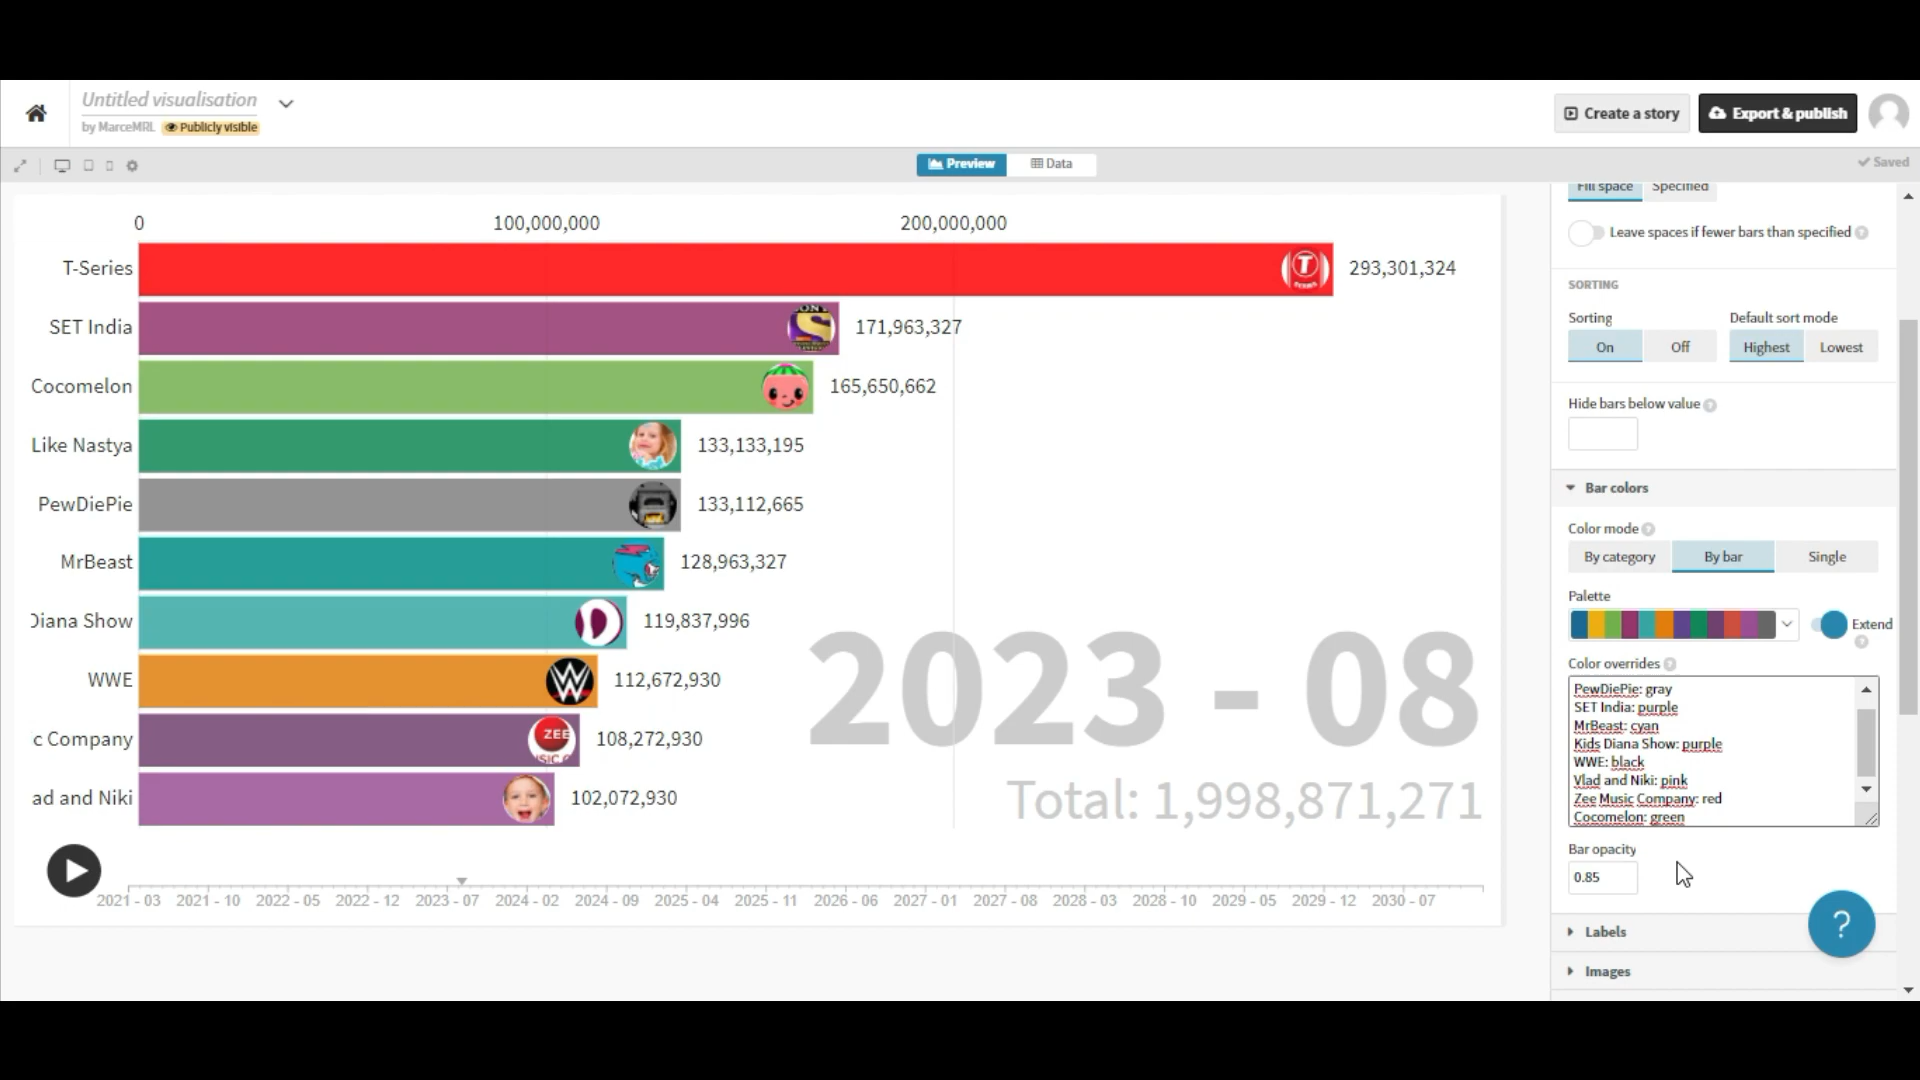 Untitled visualisation
by MarceMRL Publicly visible
Create a story
Export & publish
Preview
Data
Saved
Fill space Specified
Leave spaces if fewer bars than specified ?
SORTING
Sorting Default sort mode
On Off Highest Lowest
Hide bars below value ?
Bar colors
Color mode ?
By category By bar Single
Palette
Extend
?
Color overrides ?
PewDiePie: gray
SET India: purple
MrBeast: cyan
Kids Diana Show: purple
WWE: black
Vlad and Niki: pink
Zee Music Company: red
Cocomelon: green
Bar opacity
0.85
Labels
Images
?
0 100,000,000 200,000,000
T-Series T SERIES 293,301,324
SET India SONY S 171,963,327
Cocomelon 165,650,662
Like Nastya 133,133,195
PewDiePie 133,112,665
MrBeast 128,963,327
Diana Show D 119,837,996
WWE W 112,672,930
c Company ZEE MUSIC CO 108,272,930
ad and Niki 102,072,930
2023 - 08
Total: 1,998,871,271
2021 - 03 2021 - 10 2022 - 05 2022 - 12 2023 - 07 2024 - 02 2024 - 09 2025 - 04 2025 - 11 2026 - 06 2027 - 01 2027 - 08 2028 - 03 2028 - 10 2029 - 05 2029 - 12 2030 - 07